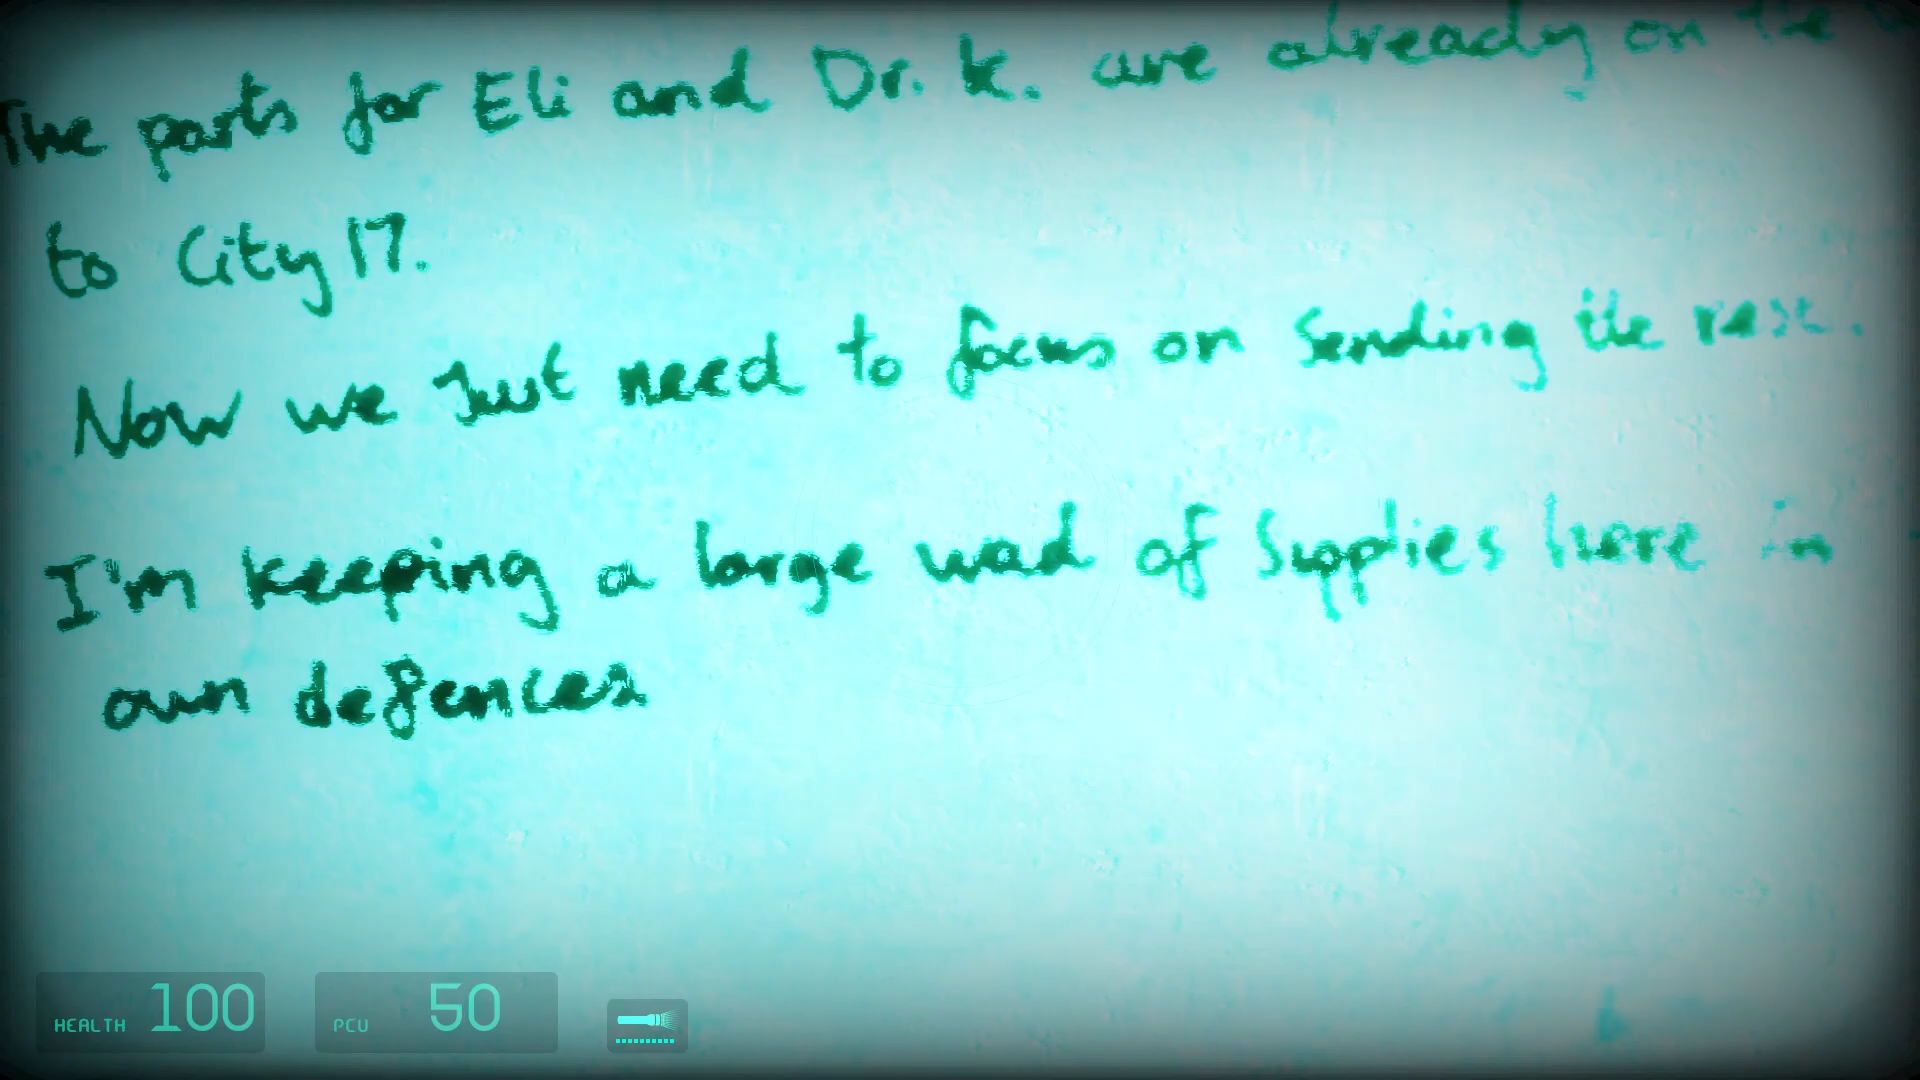 The parts for Eli and Dr. K. are already on the
to City 17.
Now we Just need to focus on Sending the rest.
I'm keeping a large wad of Supplies here in
own defences
HEALTH 100 PCU 50